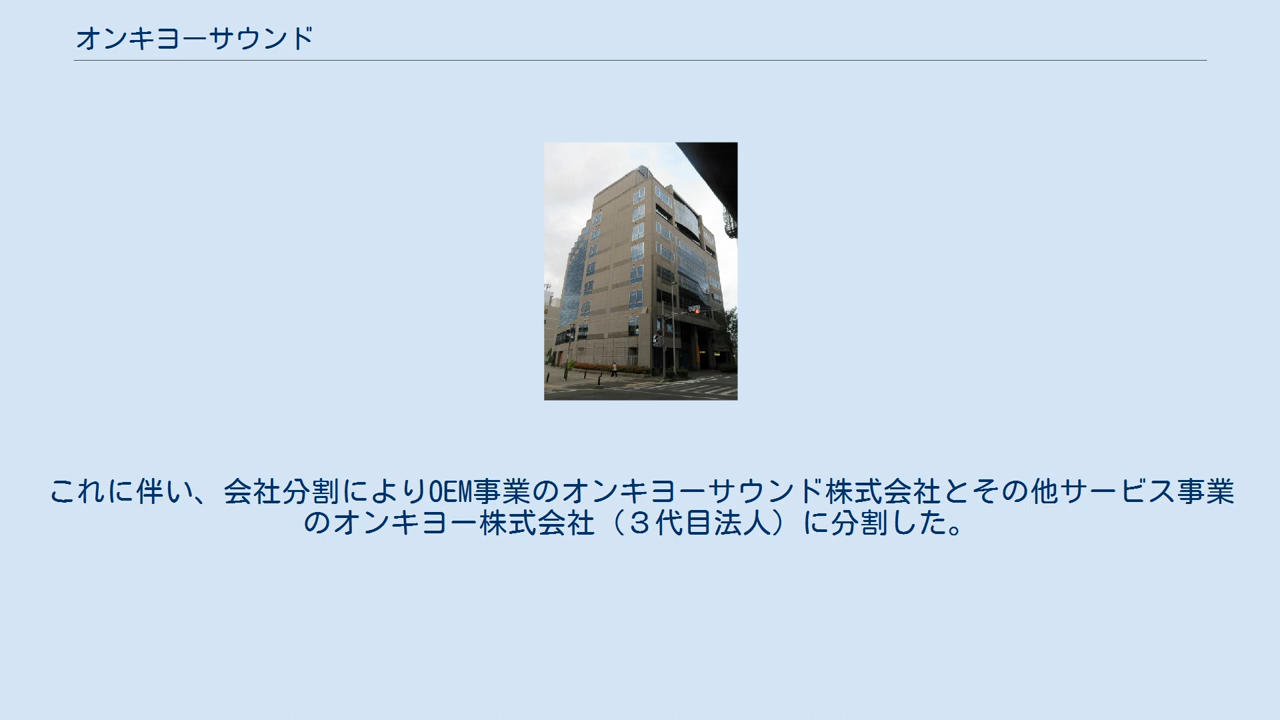 オンキヨーサウンド
これに伴い、会社分割によりOEM事業のオンキヨーサウンド株式会社とその他サービス事業
のオンキヨー株式会社（３代目法人）に分割した。